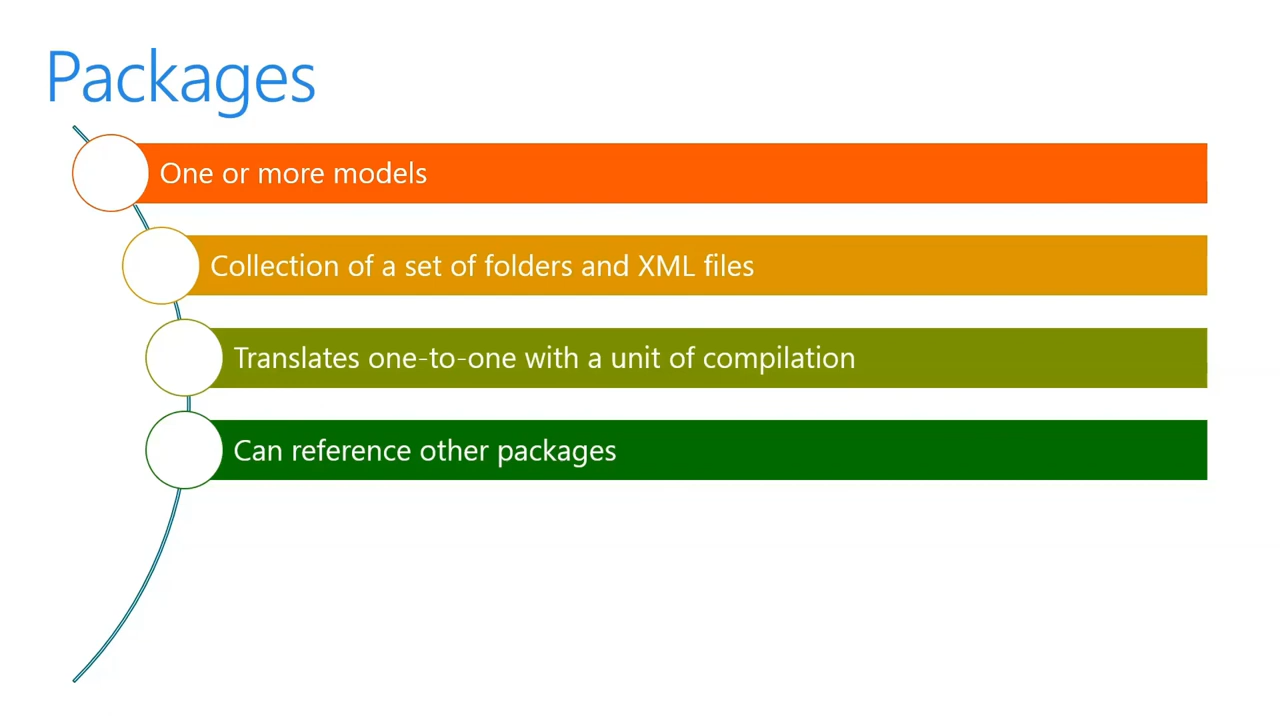 Packages
One or more models
Collection of a set of folders and XML files
Translates one-to-one with a unit of compilation
Can reference other packages